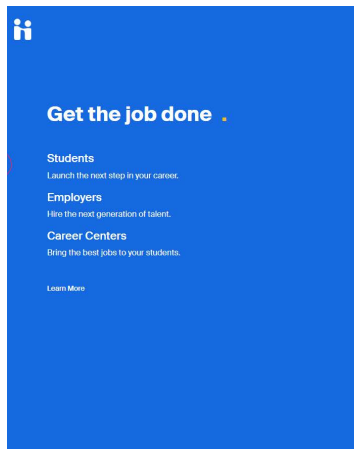 Get the job done .
Students
Launch the next step in your career.
Employers
Hire the next generation of talent.
Career Centers
Bring the best jobs to your students.
Learn More